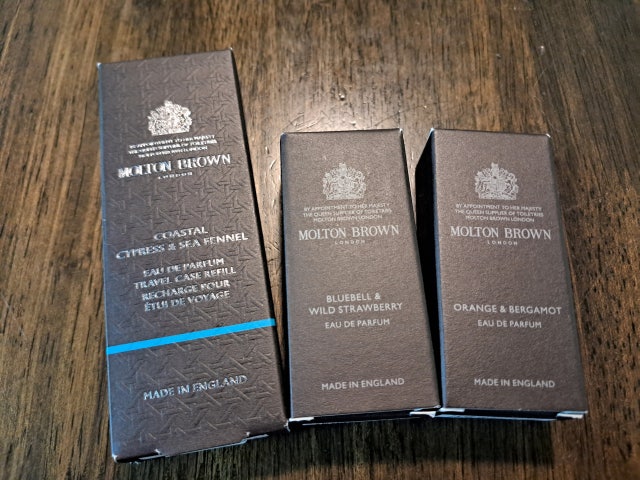 BY APPOINTMENT TO HER MAJESTY
THE QUEEN SUPPLIER OF TOILETRIES
MOLTON BROWN LONDON
MOLTON BROWN
LONDON
COASTAL
CYPRESS & SEA FENNEL
EAU DE PARFUM
TRAVEL CASE REFILL
RECHARGE POUR
ÉTUI DE VOYAGE
MADE IN ENGLAND
BY APPOINTMENT TO HER MAJESTY
THE QUEEN SUPPLIER OF TOILETRIES
MOLTON BROWN LONDON
MOLTON BROWN
LONDON
BLUEBELL &
WILD STRAWBERRY
EAU DE PARFUM
MADE IN ENGLAND
BY APPOINTMENT TO HER MAJESTY
THE QUEEN SUPPLIER OF TOILETRIES
MOLTON BROWN LONDON
MOLTON BROWN
LONDON
ORANGE & BERGAMOT
EAU DE PARFUM
MADE IN ENGLAND